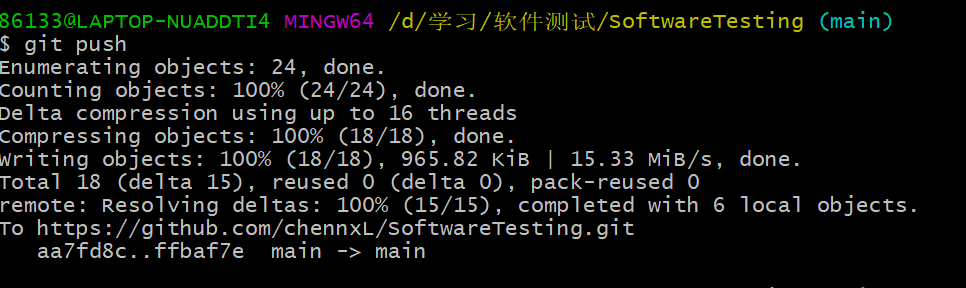 86133@LAPTOP-NUADDTI4 MINGW64 /d/学习/软件测试/SoftwareTesting (main)
$ git push
Enumerating objects: 24, done.
Counting objects: 100% (24/24), done.
Delta compression using up to 16 threads
Compressing objects: 100% (18/18), done.
Writing objects: 100% (18/18), 965.82 KiB | 15.33 MiB/s, done.
Total 18 (delta 15), reused 0 (delta 0), pack-reused 0
remote: Resolving deltas: 100% (15/15), completed with 6 local objects.
To https://github.com/chennxL/SoftwareTesting.git
   aa7fd8c..ffbaf7e  main -> main